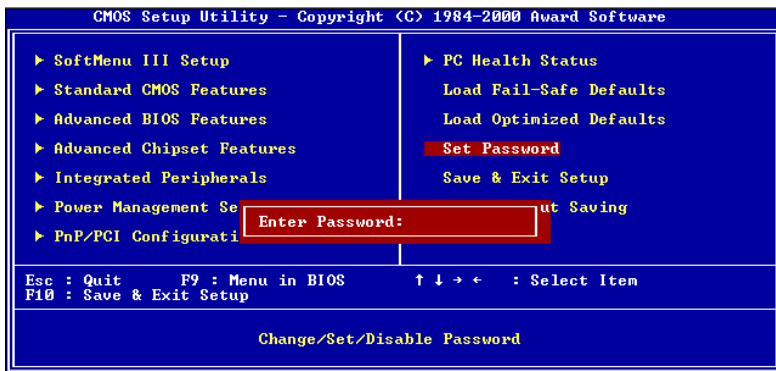 CMOS Setup Utility - Copyright (C) 1984-2000 Award Software
▶ SoftMenu III Setup
▶ Standard CMOS Features
▶ Advanced BIOS Features
▶ Advanced Chipset Features
▶ Integrated Peripherals
▶ Power Management Se
▶ PnP/PCI Configurati
▶ PC Health Status
Load Fail-Safe Defaults
Load Optimized Defaults
Set Password
Save & Exit Setup
ut Saving
Enter Password:
Esc : Quit F9 : Menu in BIOS ↑ ↓ → ← : Select Item
F10 : Save & Exit Setup
Change/Set/Disable Password